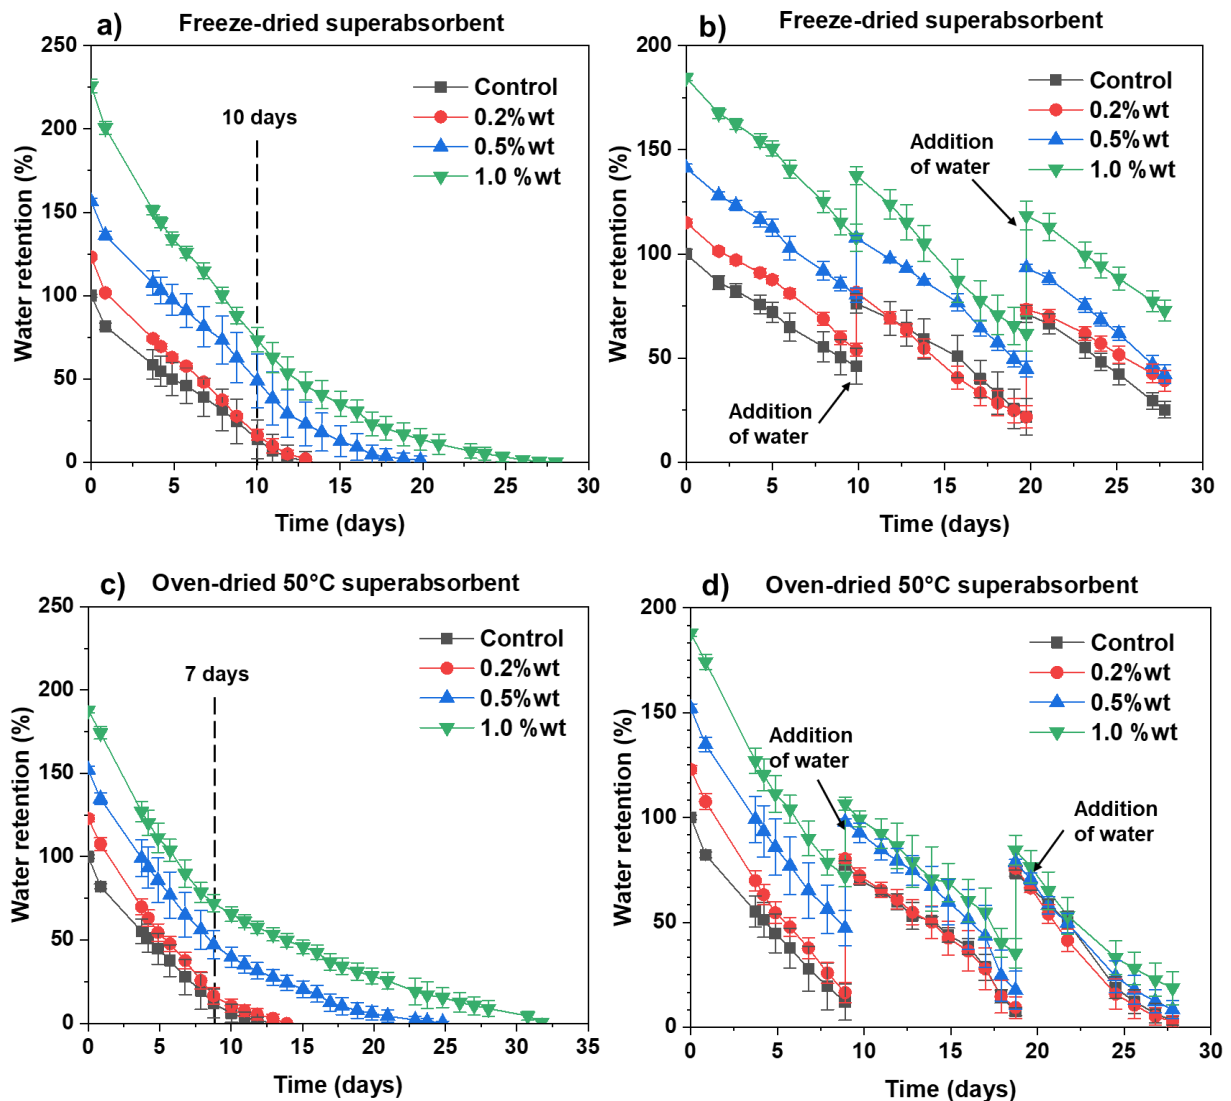 a)
Freeze-dried superabsorbent
250
200
150
100
50
0
Water retention (%)
10 days
Control
0.2%wt
0.5%wt
1.0 %wt
0
5
10
15
20
25
30
Time (days)
b)
Freeze-dried superabsorbent
200
150
100
50
0
Water retention (%)
Control
0.2%wt
0.5%wt
1.0 %wt
Addition
of water
Addition
of water
0
5
10
15
20
25
30
Time (days)
c)
Oven-dried 50°C superabsorbent
250
200
150
100
50
0
Water retention (%)
7 days
Control
0.2%wt
0.5%wt
1.0 %wt
0
5
10
15
20
25
30
35
Time (days)
d)
Oven-dried 50°C superabsorbent
200
150
100
50
0
Water retention (%)
Control
0.2%wt
0.5%wt
1.0 %wt
Addition
of water
Addition
of water
0
5
10
15
20
25
30
Time (days)